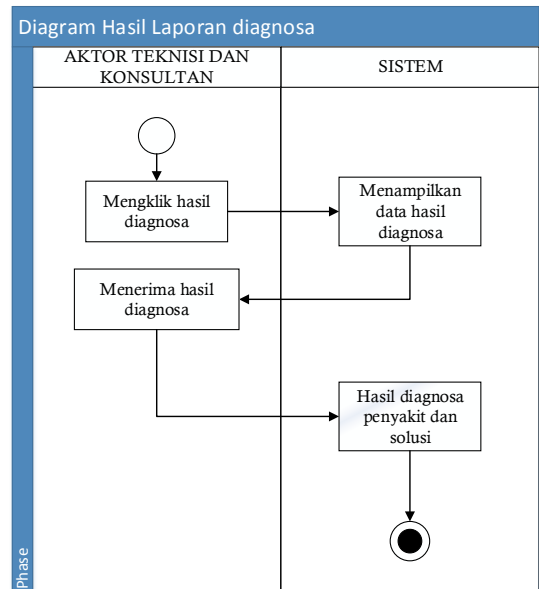 Diagram Hasil Laporan diagnosa
AKTOR TEKNISI DAN
KONSULTAN
SISTEM
Mengklik hasil
diagnosa
Menampilkan
data hasil
diagnosa
Menerima hasil
diagnosa
Hasil diagnosa
penyakit dan
solusi
Phase